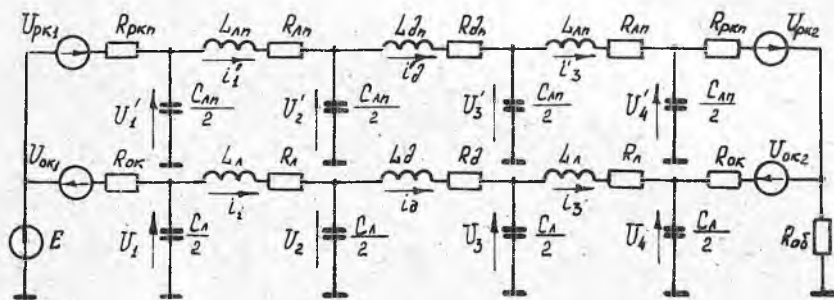 Uрк1 Rркп Lлп Rлп Lдп Rдп Lлп Rлп Rркп Uрк2
i'1 i'д i'3
U'1 Cлп/2 U'2 Cлп/2 U'3 Cлп/2 U'4 Cлп/2
Uок1 Rок Lл Rл Lд Rд Lл Rл Rок Uок2
i1 iд i3
E U1 Cл/2 U2 Cл/2 U3 Cл/2 U4 Cл/2 Rоб